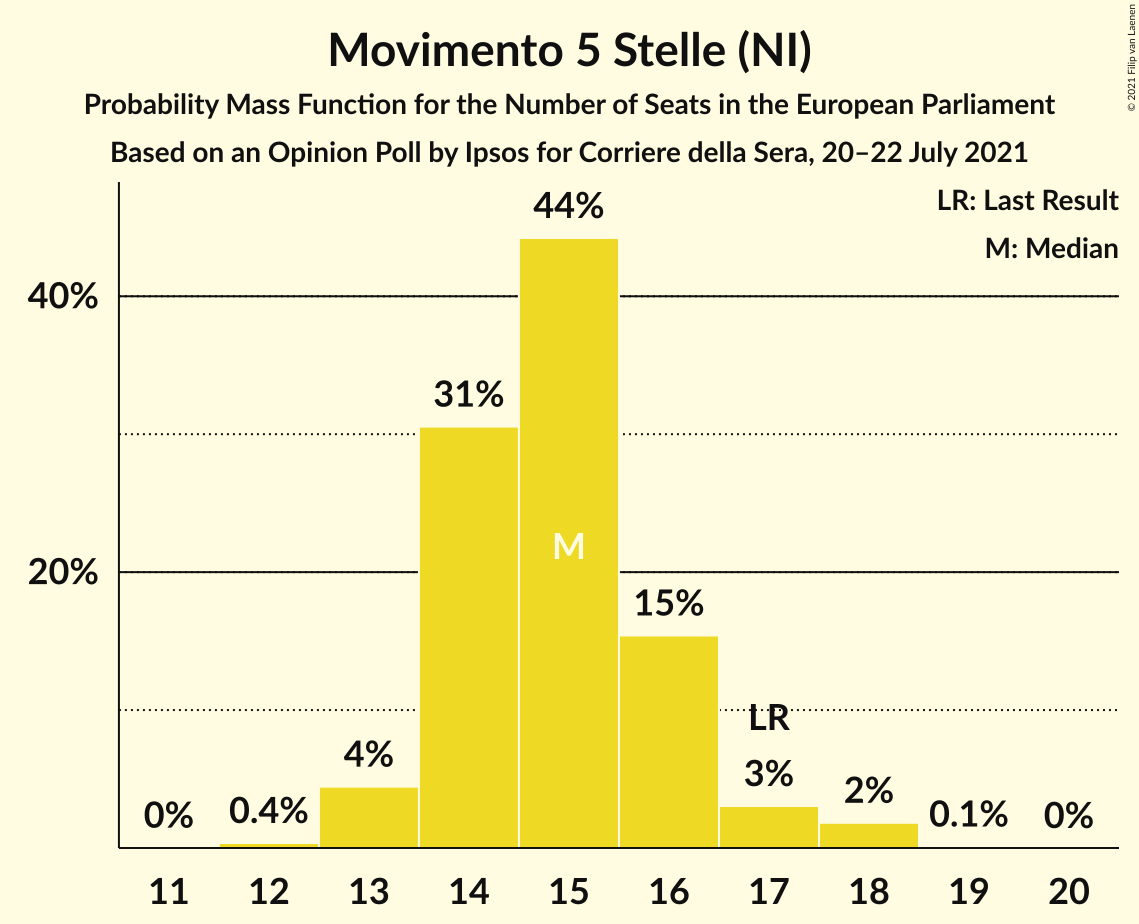 Movimento 5 Stelle (NI)
Probability Mass Function for the Number of Seats in the European Parliament
Based on an Opinion Poll by Ipsos for Corriere della Sera, 20–22 July 2021
© 2021 Filip van Laenen
LR: Last Result
M: Median
40%
20%
0%
0.4%
4%
31%
44%
M
15%
LR
3%
2%
0.1%
0%
11 12 13 14 15 16 17 18 19 20